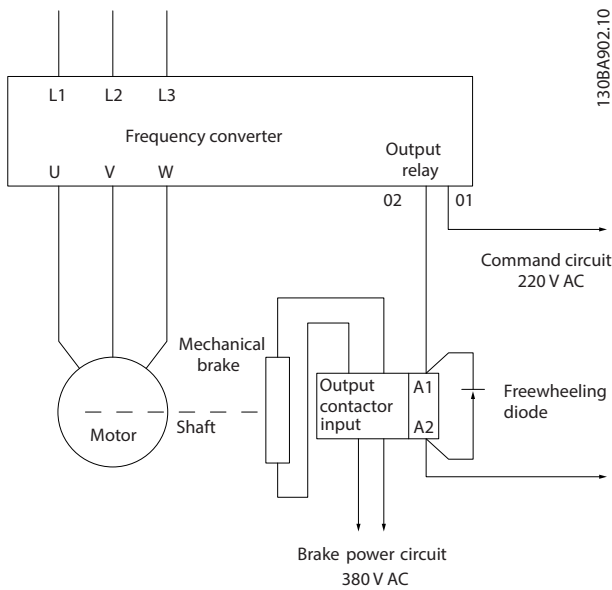 130BA902.10
L1 L2 L3
Frequency converter
Output
relay
U V W
02 01
Command circuit
220 V AC
Mechanical
brake
Output
contactor
input
A1
A2
Freewheeling
diode
Shaft
Motor
Brake power circuit
380 V AC